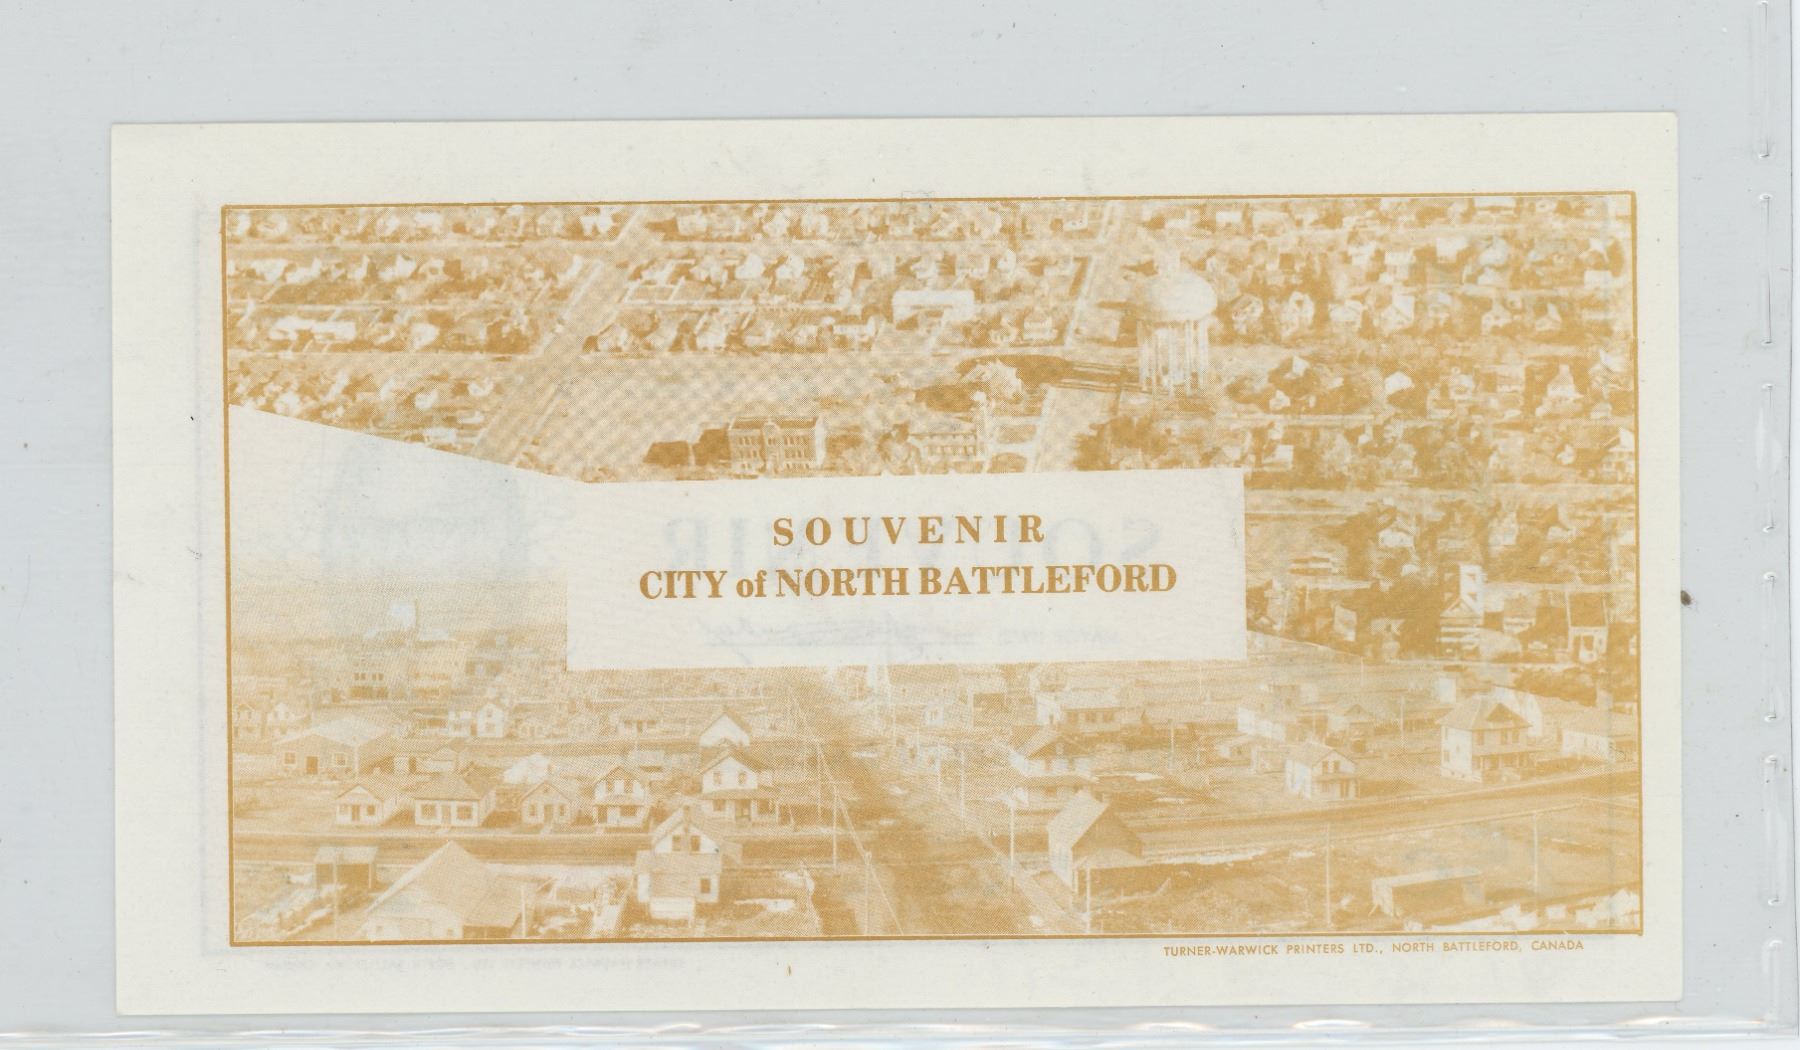 SOUVENIR
CITY of NORTH BATTLEFORD
TURNER-WARWICK PRINTERS LTD., NORTH BATTLEFORD, CANADA